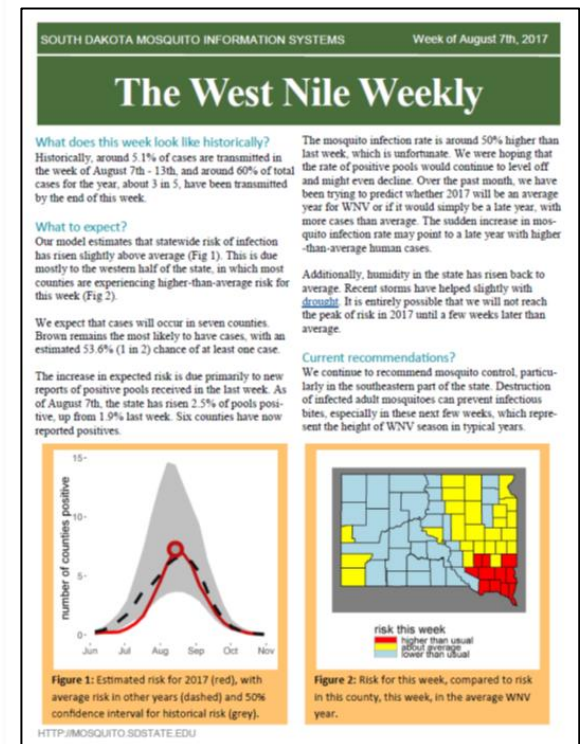 SOUTH DAKOTA MOSQUITO INFORMATION SYSTEMS
Week of August 7th, 2017
The West Nile Weekly
What does this week look like historically?
Historically, around 5.1% of cases are transmitted in
the week of August 7th - 13th, and around 60% of total
cases for the year, about 3 in 5, have been transmitted
by the end of this week.
What to expect?
Our model estimates that statewide risk of infection
has risen slightly above average (Fig 1). This is due
mostly to the western half of the state, in which most
counties are experiencing higher-than-average risk for
this week (Fig 2).
We expect that cases will occur in seven counties.
Brown remains the most likely to have cases, with an
estimated 53.6% (1 in 2) chance of at least one case.
The increase in expected risk is due primarily to new
reports of positive pools received in the last week. As
of August 7th, the state has risen 2.5% of pools posi-
tive, up from 1.9% last week. Six counties have now
reported positives.
The mosquito infection rate is around 50% higher than
last week, which is unfortunate. We were hoping that
the rate of positive pools would continue to level off
and might even decline. Over the past month, we have
been trying to predict whether 2017 will be an average
year for WNV or if it would simply be a late year, with
more cases than average. The sudden increase in mos-
quito infection rate may point to a late year with higher
-than-average human cases.
Additionally, humidity in the state has risen back to
average. Recent storms have helped slightly with
drought. It is entirely possible that we will not reach
the peak of risk in 2017 until a few weeks later than
average.
Current recommendations?
We continue to recommend mosquito control, particu-
larly in the southeastern part of the state. Destruction
of infected adult mosquitoes can prevent infectious
bites, especially in these next few weeks, which repre-
sent the height of WNV season in typical years.
number of counties positive
15-
10-
5-
0-
Jun Jul Aug Sep Oct Nov
Figure 1: Estimated risk for 2017 (red), with
average risk in other years (dashed) and 50%
confidence interval for historical risk (grey).
risk this week
higher than usual
about average
lower than usual
Figure 2: Risk for this week, compared to risk
in this county, this week, in the average WNV
year.
HTTP://MOSQUITO.SDSTATE.EDU